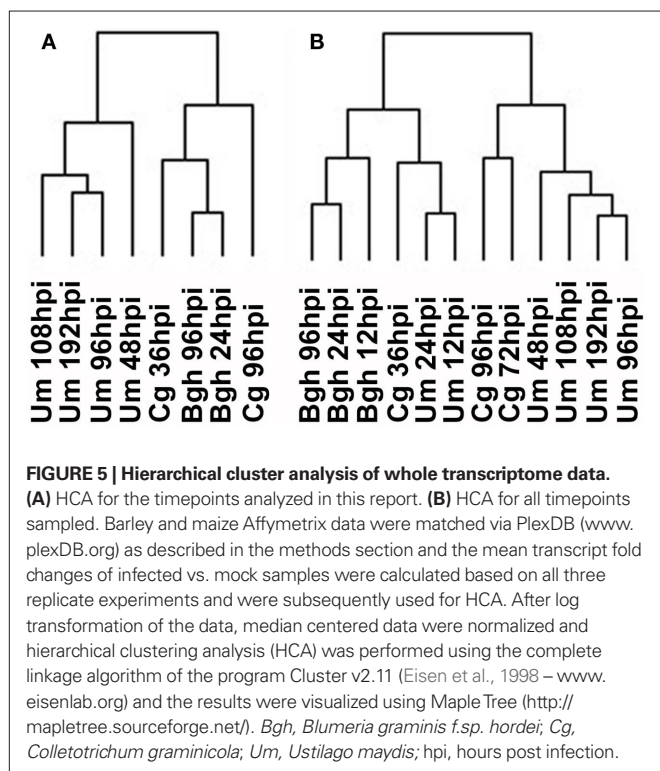 A
B
Um 108hpi
Um 192hpi
Um 96hpi
Um 48hpi
Cg 36hpi
Bgh 96hpi
Bgh 24hpi
Cg 96hpi
Bgh 96hpi
Bgh 24hpi
Bgh 12hpi
Cg 36hpi
Um 24hpi
Um 12hpi
Cg 96hpi
Cg 72hpi
Um 48hpi
Um 108hpi
Um 192hpi
Um 96hpi
FIGURE 5 | Hierarchical cluster analysis of whole transcriptome data.
(A) HCA for the timepoints analyzed in this report. (B) HCA for all timepoints
sampled. Barley and maize Affymetrix data were matched via PlexDB (www.
plexDB.org) as described in the methods section and the mean transcript fold
changes of infected vs. mock samples were calculated based on all three
replicate experiments and were subsequently used for HCA. After log
transformation of the data, median centered data were normalized and
hierarchical clustering analysis (HCA) was performed using the complete
linkage algorithm of the program Cluster v2.11 (Eisen et al., 1998 – www.
eisenlab.org) and the results were visualized using Maple Tree (http://
mapletree.sourceforge.net/). Bgh, Blumeria graminis f.sp. hordei; Cg,
Colletotrichum graminicola; Um, Ustilago maydis; hpi, hours post infection.